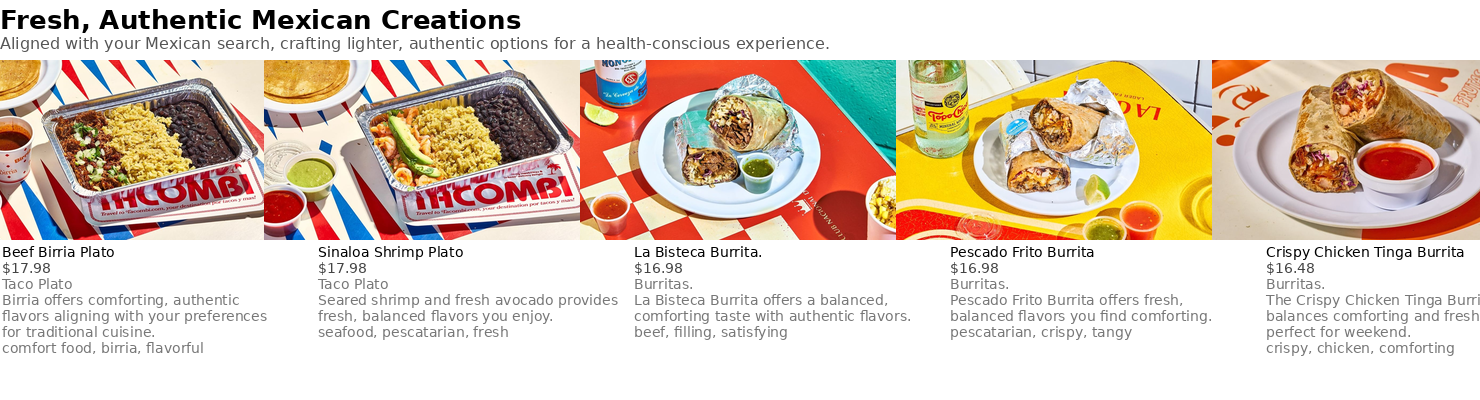 Fresh, Authentic Mexican Creations
Aligned with your Mexican search, crafting lighter, authentic options for a health-conscious experience.
TACOMBI
Travel to Tacombi.com, your destination for tacos y mas!
TACOMBI
Travel to Tacombi.com, your destination for tacos y mas!
Topo Chico
Beef Birria Plato
$17.98
Taco Plato
Birria offers comforting, authentic
flavors aligning with your preferences
for traditional cuisine.
comfort food, birria, flavorful
Sinaloa Shrimp Plato
$17.98
Taco Plato
Seared shrimp and fresh avocado provides
fresh, balanced flavors you enjoy.
seafood, pescatarian, fresh
La Bisteca Burrita.
$16.98
Burritas.
La Bisteca Burrita offers a balanced,
comforting taste with authentic flavors.
beef, filling, satisfying
Pescado Frito Burrita
$16.98
Burritas.
Pescado Frito Burrita offers fresh,
balanced flavors you find comforting.
pescatarian, crispy, tangy
Crispy Chicken Tinga Burrita
$16.48
Burritas.
The Crispy Chicken Tinga Burri
balances comforting and fresh
perfect for weekend.
crispy, chicken, comforting